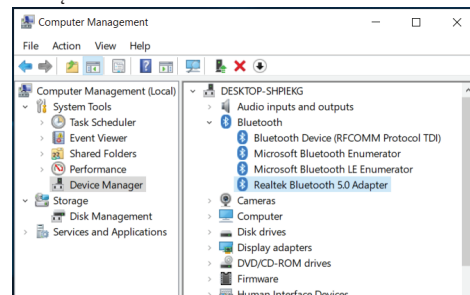 Computer Management
File Action View Help
Computer Management (Local)
System Tools
Task Scheduler
Event Viewer
Shared Folders
Performance
Device Manager
Storage
Disk Management
Services and Applications
DESKTOP-SHPIEKG
Audio inputs and outputs
Bluetooth
Bluetooth Device (RFCOMM Protocol TDI)
Microsoft Bluetooth Enumerator
Microsoft Bluetooth LE Enumerator
Realtek Bluetooth 5.0 Adapter
Cameras
Computer
Disk drives
Display adapters
DVD/CD-ROM drives
Firmware
Human Interface Devices